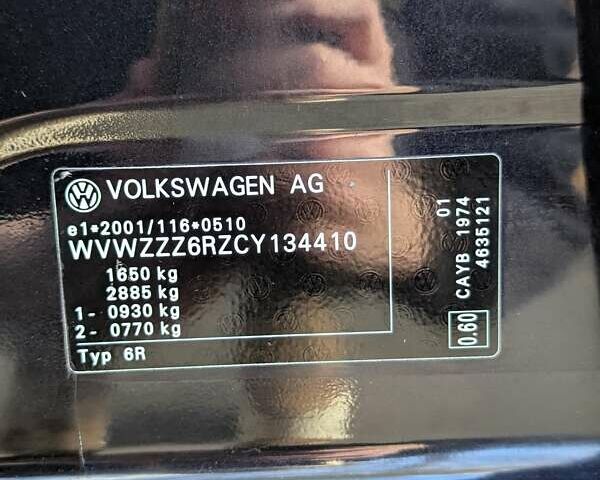 VOLKSWAGEN AG
e1*2001/116*0510
WVWZZZ6RZCY134410
1650 kg
2885 kg
1- 0930 kg
2- 0770 kg
Typ 6R
01
CAYB 1974
4635121
0.60